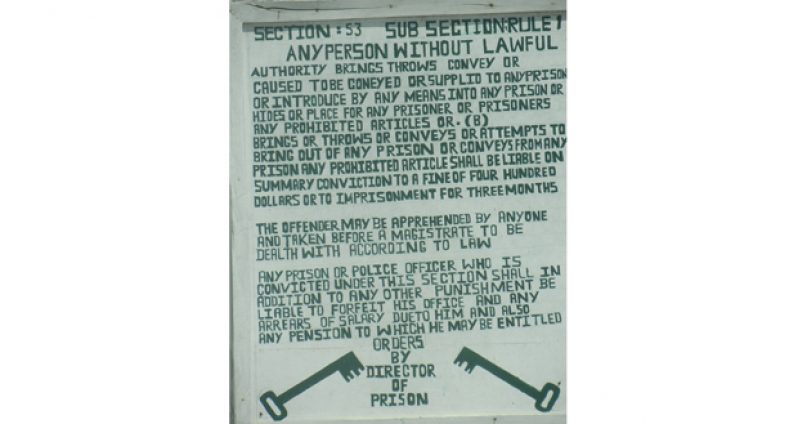 SECTION : 53 SUB SECTION:RULE 1
ANY PERSON WITHOUT LAWFUL
AUTHORITY BRINGS THROWS CONVEY OR
CAUSED TO BE CONEYED OR SUPPLID TO ANY PRISON
OR INTRODUCE BY ANY MEANS INTO ANY PRISON OR
HIDES OR PLACE FOR ANY PRISONER OR PRISONERS
ANY PROHIBITED ARTICLES OR. (B)
BRINGS OR THROWS OR CONVEYS OR ATTEMPTS TO
BRING OUT OF ANY PRISON OR CONVEYS FROM ANY
PRISON ANY PROHIBITED ARTICLE SHALL BE LIABLE ON
SUMMARY CONVICTION TO A FINE OF FOUR HUNDRED
DOLLARS OR TO IMPRISONMENT FOR THREE MONTHS
THE OFFENDER MAY BE APPREHENDED BY ANYONE
AND TAKEN BEFORE A MAGISTRATE TO BE
DEALTH WITH ACCORDING TO LAW
ANY PRISON OR POLICE OFFICER WHO IS
CONVICTED UNDER THIS SECTION SHALL IN
ADDITION TO ANY OTHER PUNISHMENT BE
LIABLE TO FORFEIT HIS OFFICE AND ANY
ARREARS OF SALARY DUE TO HIM AND ALSO
ANY PENSION TO WHICH HE MAY BE ENTITLED
ORDERS
BY
DIRECTOR
OF
PRISON